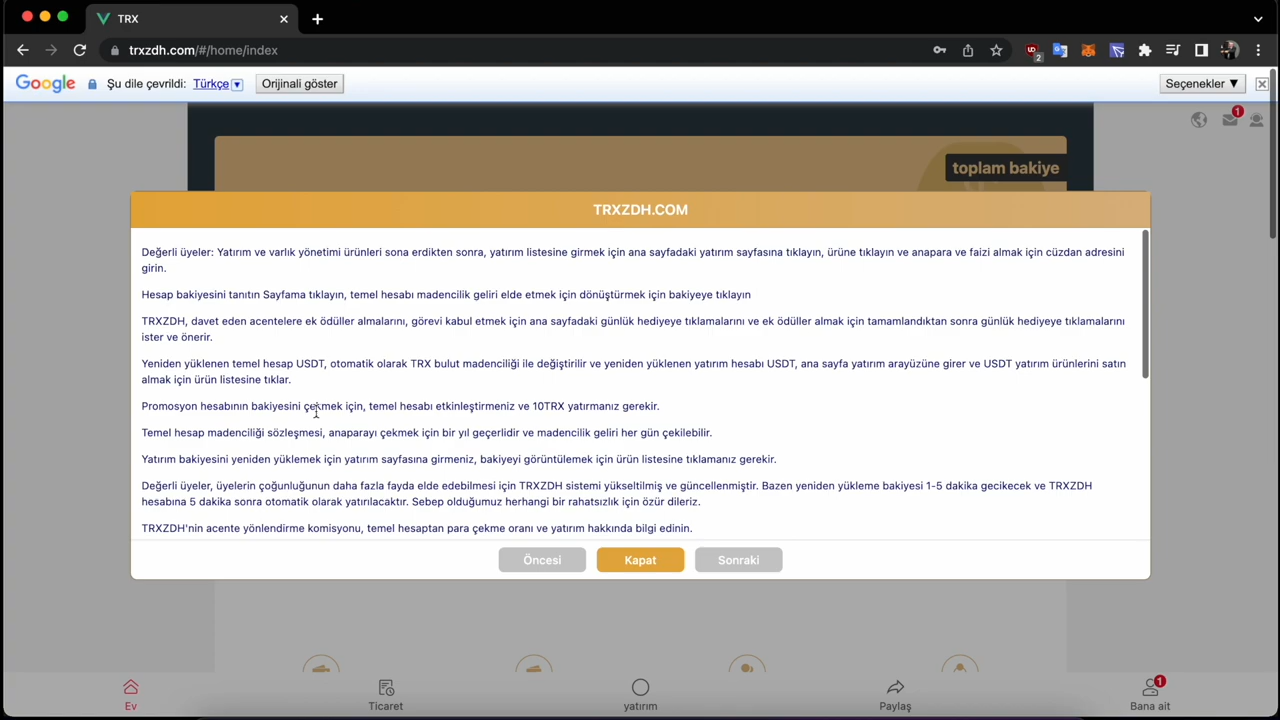 TRX
trxzdh.com/#/home/index
2
Google
Şu dile çevrildi:
Türkçe
Orijinali göster
Seçenekler ▼
1
toplam bakiye
TRXZDH.COM
Değerli üyeler: Yatırım ve varlık yönetimi ürünleri sona erdikten sonra, yatırım listesine girmek için ana sayfadaki yatırım sayfasına tıklayın, ürüne tıklayın ve anapara ve faizi almak için cüzdan adresini
girin.
Hesap bakiyesini tanıtın Sayfama tıklayın, temel hesabı madencilik geliri elde etmek için dönüştürmek için bakiyeye tıklayın
TRXZDH, davet eden acentelere ek ödüller almalarını, görevi kabul etmek için ana sayfadaki günlük hediyeye tıklamalarını ve ek ödüller almak için tamamlandıktan sonra günlük hediyeye tıklamalarını
ister ve önerir.
Yeniden yüklenen temel hesap USDT, otomatik olarak TRX bulut madenciliği ile değiştirilir ve yeniden yüklenen yatırım hesabı USDT, ana sayfa yatırım arayüzüne girer ve USDT yatırım ürünlerini satın
almak için ürün listesine tıklar.
Promosyon hesabının bakiyesini çekmek için, temel hesabı etkinleştirmeniz ve 10TRX yatırmanız gerekir.
Temel hesap madenciliği sözleşmesi, anaparayı çekmek için bir yıl geçerlidir ve madencilik geliri her gün çekilebilir.
Yatırım bakiyesini yeniden yüklemek için yatırım sayfasına girmeniz, bakiyeyi görüntülemek için ürün listesine tıklamanız gerekir.
Değerli üyeler, üyelerin çoğunluğunun daha fazla fayda elde edebilmesi için TRXZDH sistemi yükseltilmiş ve güncellenmiştir. Bazen yeniden yükleme bakiyesi 1-5 dakika gecikecek ve TRXZDH
hesabına 5 dakika sonra otomatik olarak yatırılacaktır. Sebep olduğumuz herhangi bir rahatsızlık için özür dileriz.
TRXZDH'nin acente yönlendirme komisyonu, temel hesaptan para çekme oranı ve yatırım hakkında bilgi edinin.
Öncesi
Kapat
Sonraki
Ev
Ticaret
yatırım
Paylaş
1
Bana ait